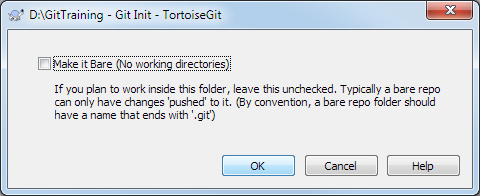 D:\GitTraining - Git Init - TortoiseGit
Make it Bare (No working directories)
If you plan to work inside this folder, leave this unchecked. Typically a bare repo
can only have changes 'pushed' to it. (By convention, a bare repo folder should
have a name that ends with '.git')
OK Cancel Help